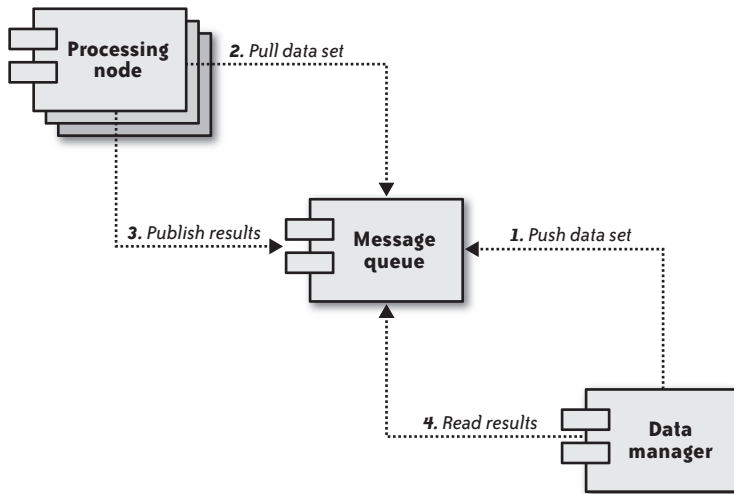 Processing
node
2. Pull data set
3. Publish results
Message
queue
1. Push data set
4. Read results
Data
manager